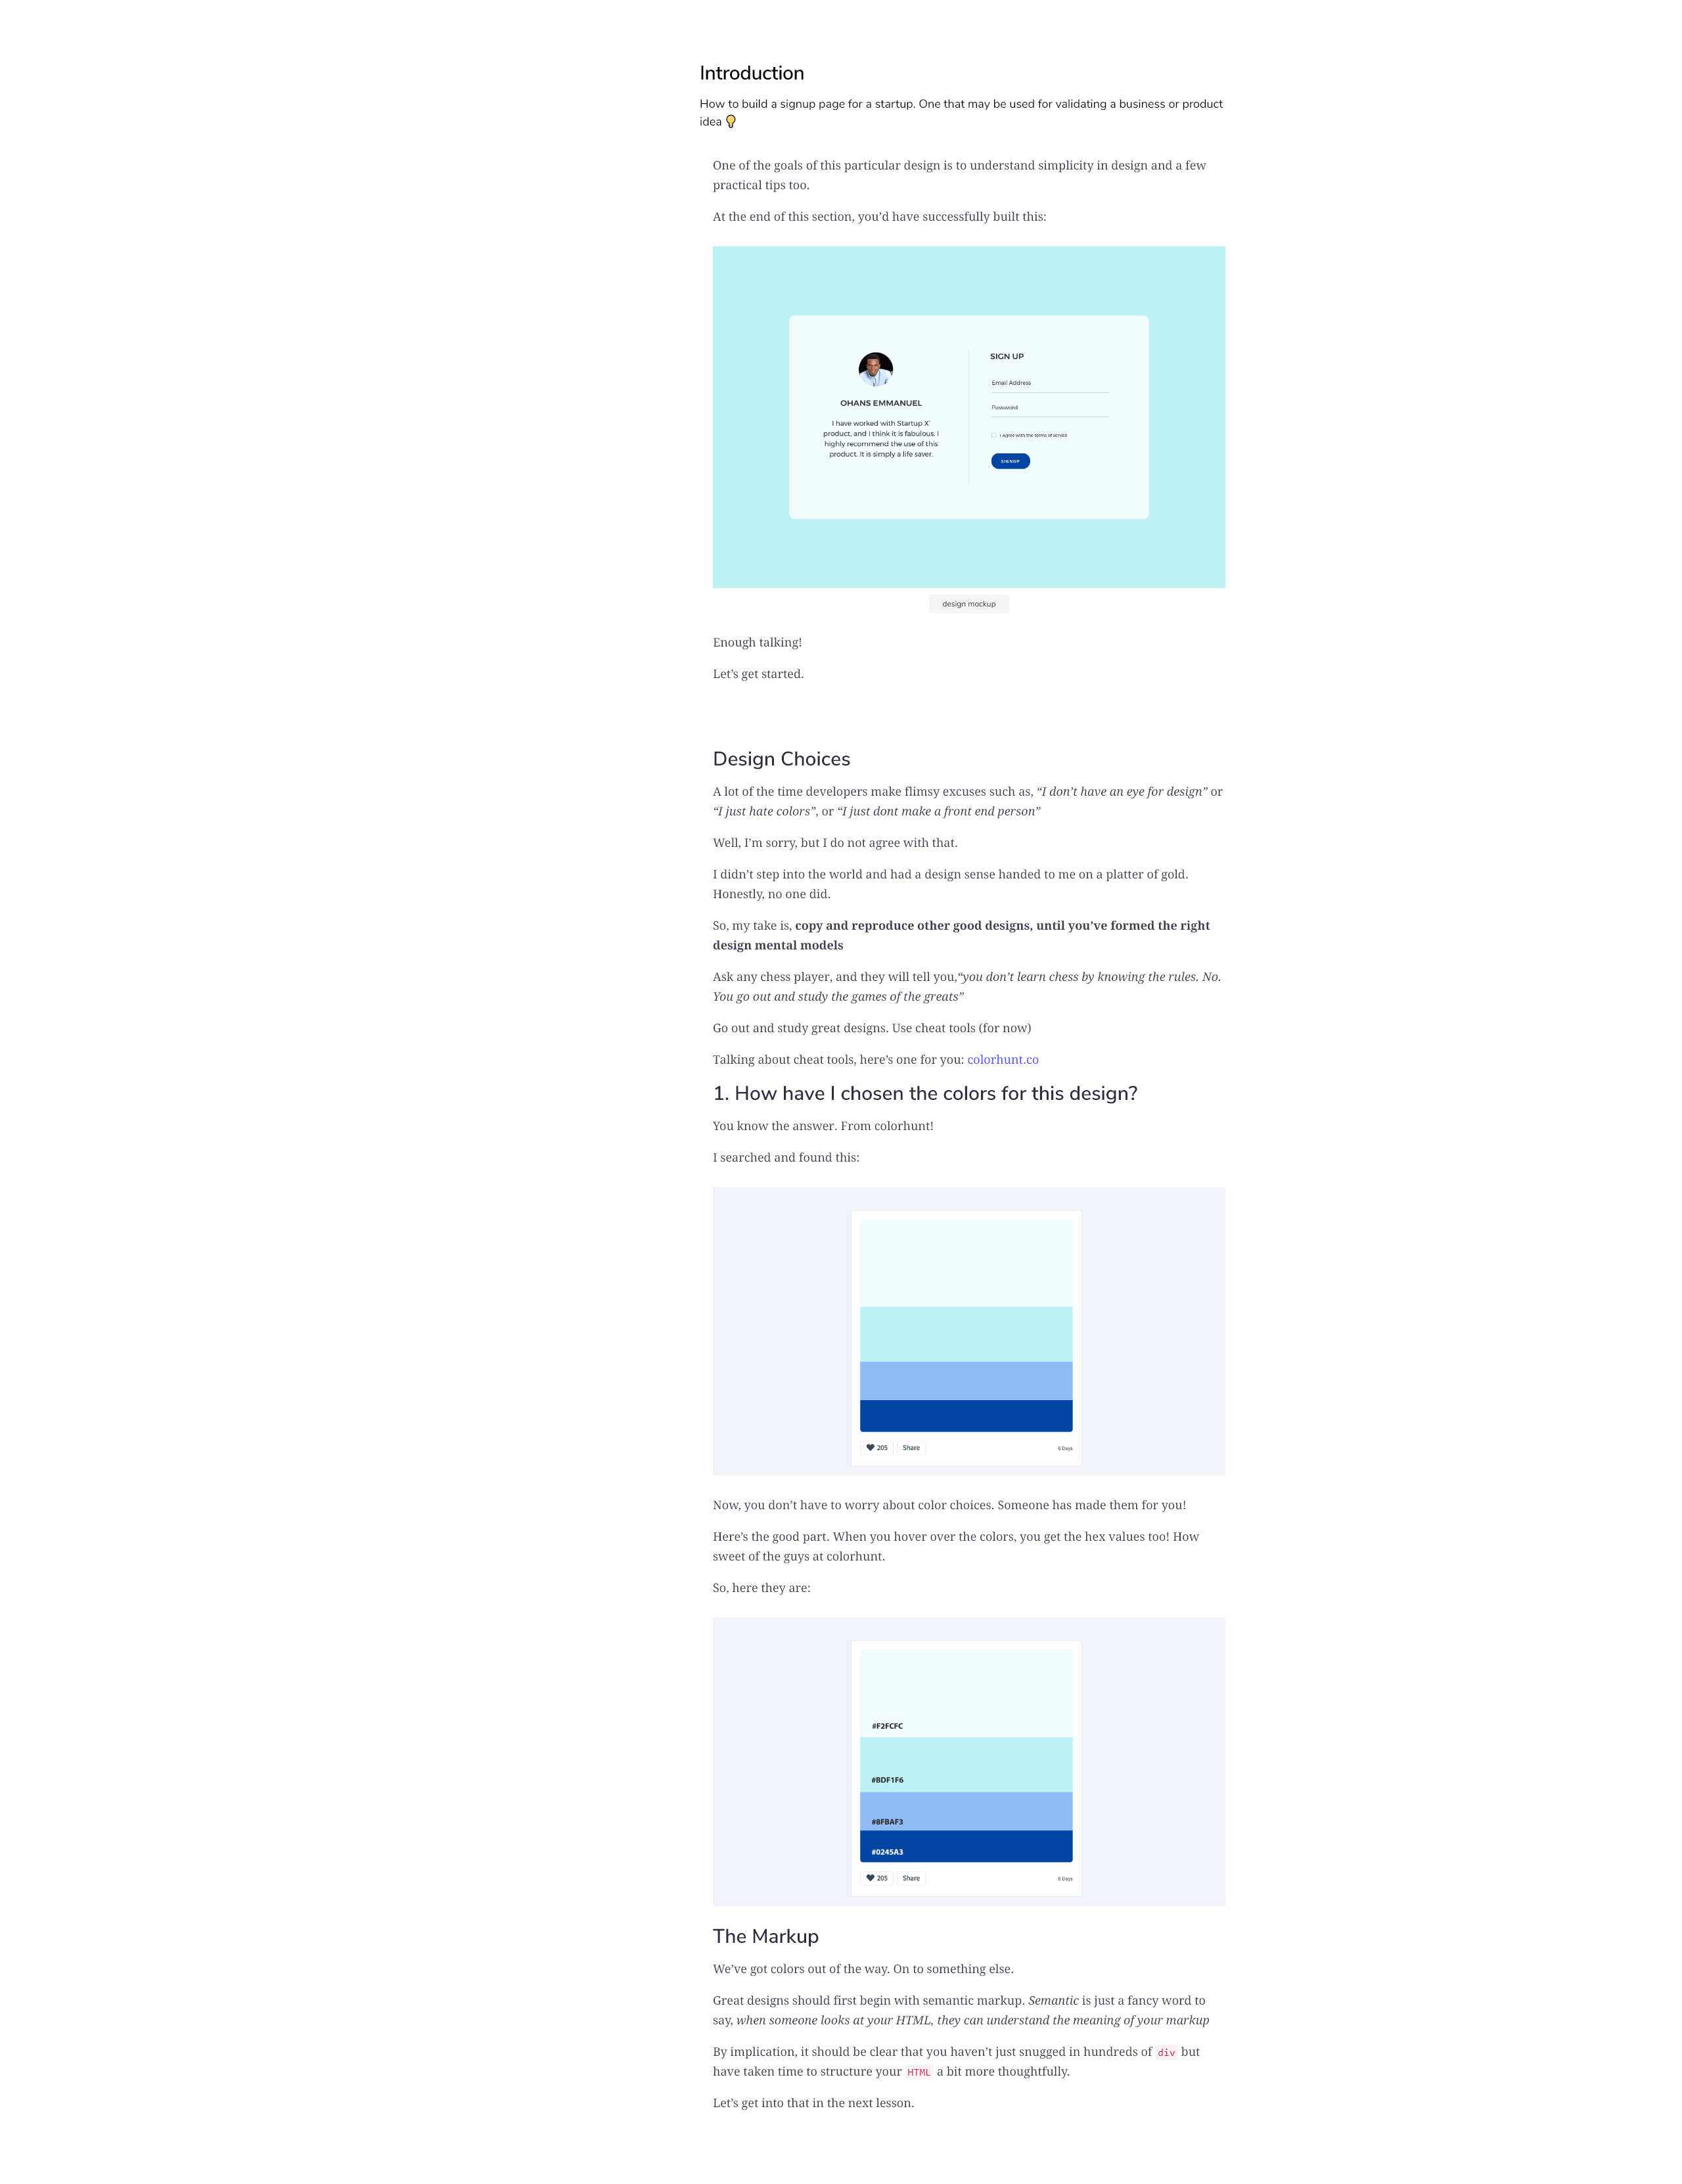 Introduction
How to build a signup page for a startup. One that may be used for validating a business or product
idea 💡
One of the goals of this particular design is to understand simplicity in design and a few
practical tips too.
At the end of this section, you’d have successfully built this:
OHANS EMMANUEL
I have worked with Startup X'
product, and I think it is fabulous. I
highly recommend the use of this
product. It is simply a life saver.
SIGN UP
Email Address
Password
I agree with the terms of service
SIGNUP
design mockup
Enough talking!
Let’s get started.
Design Choices
A lot of the time developers make flimsy excuses such as, “I don’t have an eye for design” or
“I just hate colors”, or “I just dont make a front end person”
Well, I’m sorry, but I do not agree with that.
I didn’t step into the world and had a design sense handed to me on a platter of gold.
Honestly, no one did.
So, my take is, copy and reproduce other good designs, until you’ve formed the right
design mental models
Ask any chess player, and they will tell you,“you don’t learn chess by knowing the rules. No.
You go out and study the games of the greats”
Go out and study great designs. Use cheat tools (for now)
Talking about cheat tools, here’s one for you: colorhunt.co
1. How have I chosen the colors for this design?
You know the answer. From colorhunt!
I searched and found this:
205 Share 6 Days
Now, you don’t have to worry about color choices. Someone has made them for you!
Here’s the good part. When you hover over the colors, you get the hex values too! How
sweet of the guys at colorhunt.
So, here they are:
#F2FCFC
#BDF1F6
#8FBAF3
#0245A3
205 Share 6 Days
The Markup
We’ve got colors out of the way. On to something else.
Great designs should first begin with semantic markup. Semantic is just a fancy word to
say, when someone looks at your HTML, they can understand the meaning of your markup
By implication, it should be clear that you haven’t just snugged in hundreds of div but
have taken time to structure your HTML a bit more thoughtfully.
Let’s get into that in the next lesson.